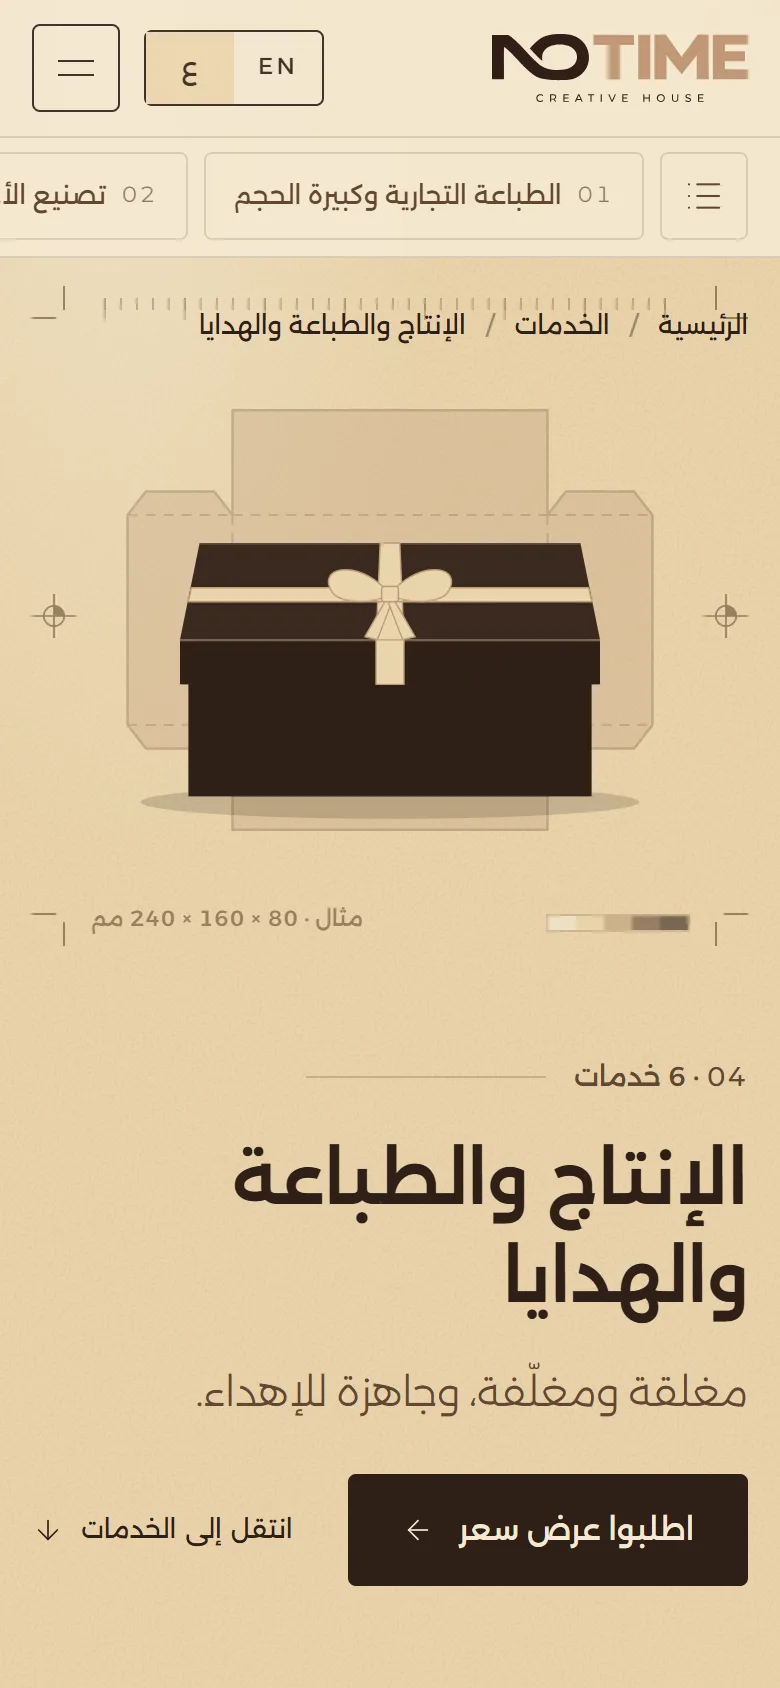 NOTIME
CREATIVE HOUSE
EN
ع
01 الطباعة التجارية وكبيرة الحجم
02 تصنيع
الرئيسية / الخدمات / الإنتاج والطباعة والهدايا
مثال · 80 × 160 × 240 مم
04 · 6 خدمات
الإنتاج والطباعة
والهدايا
مغلقة ومغلّفة، وجاهزة للإهداء.
اطلبوا عرض سعر ←
انتقل إلى الخدمات ↓